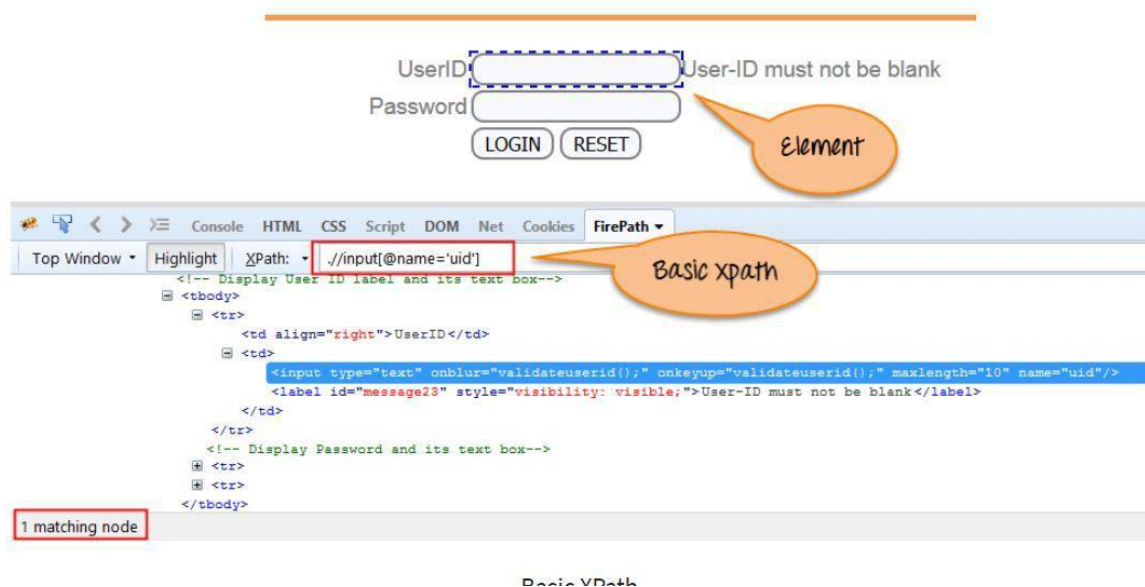 UserID User-ID must not be blank
Password
LOGIN RESET
Element
Console HTML CSS Script DOM Net Cookies FirePath
Top Window Highlight XPath: .//input[@name='uid']
Basic xpath
<!-- Display User ID label and its text box-->
<tbody>
<tr>
<td align="right">UserID</td>
<td>
<input type="text" onblur="validateuserid();" onkeyup="validateuserid();" maxlength="10" name="uid"/>
<label id="message23" style="visibility: visible;">User-ID must not be blank</label>
</td>
</tr>
<!-- Display Password and its text box-->
<tr>
<tr>
</tbody>
1 matching node
Basic XPath